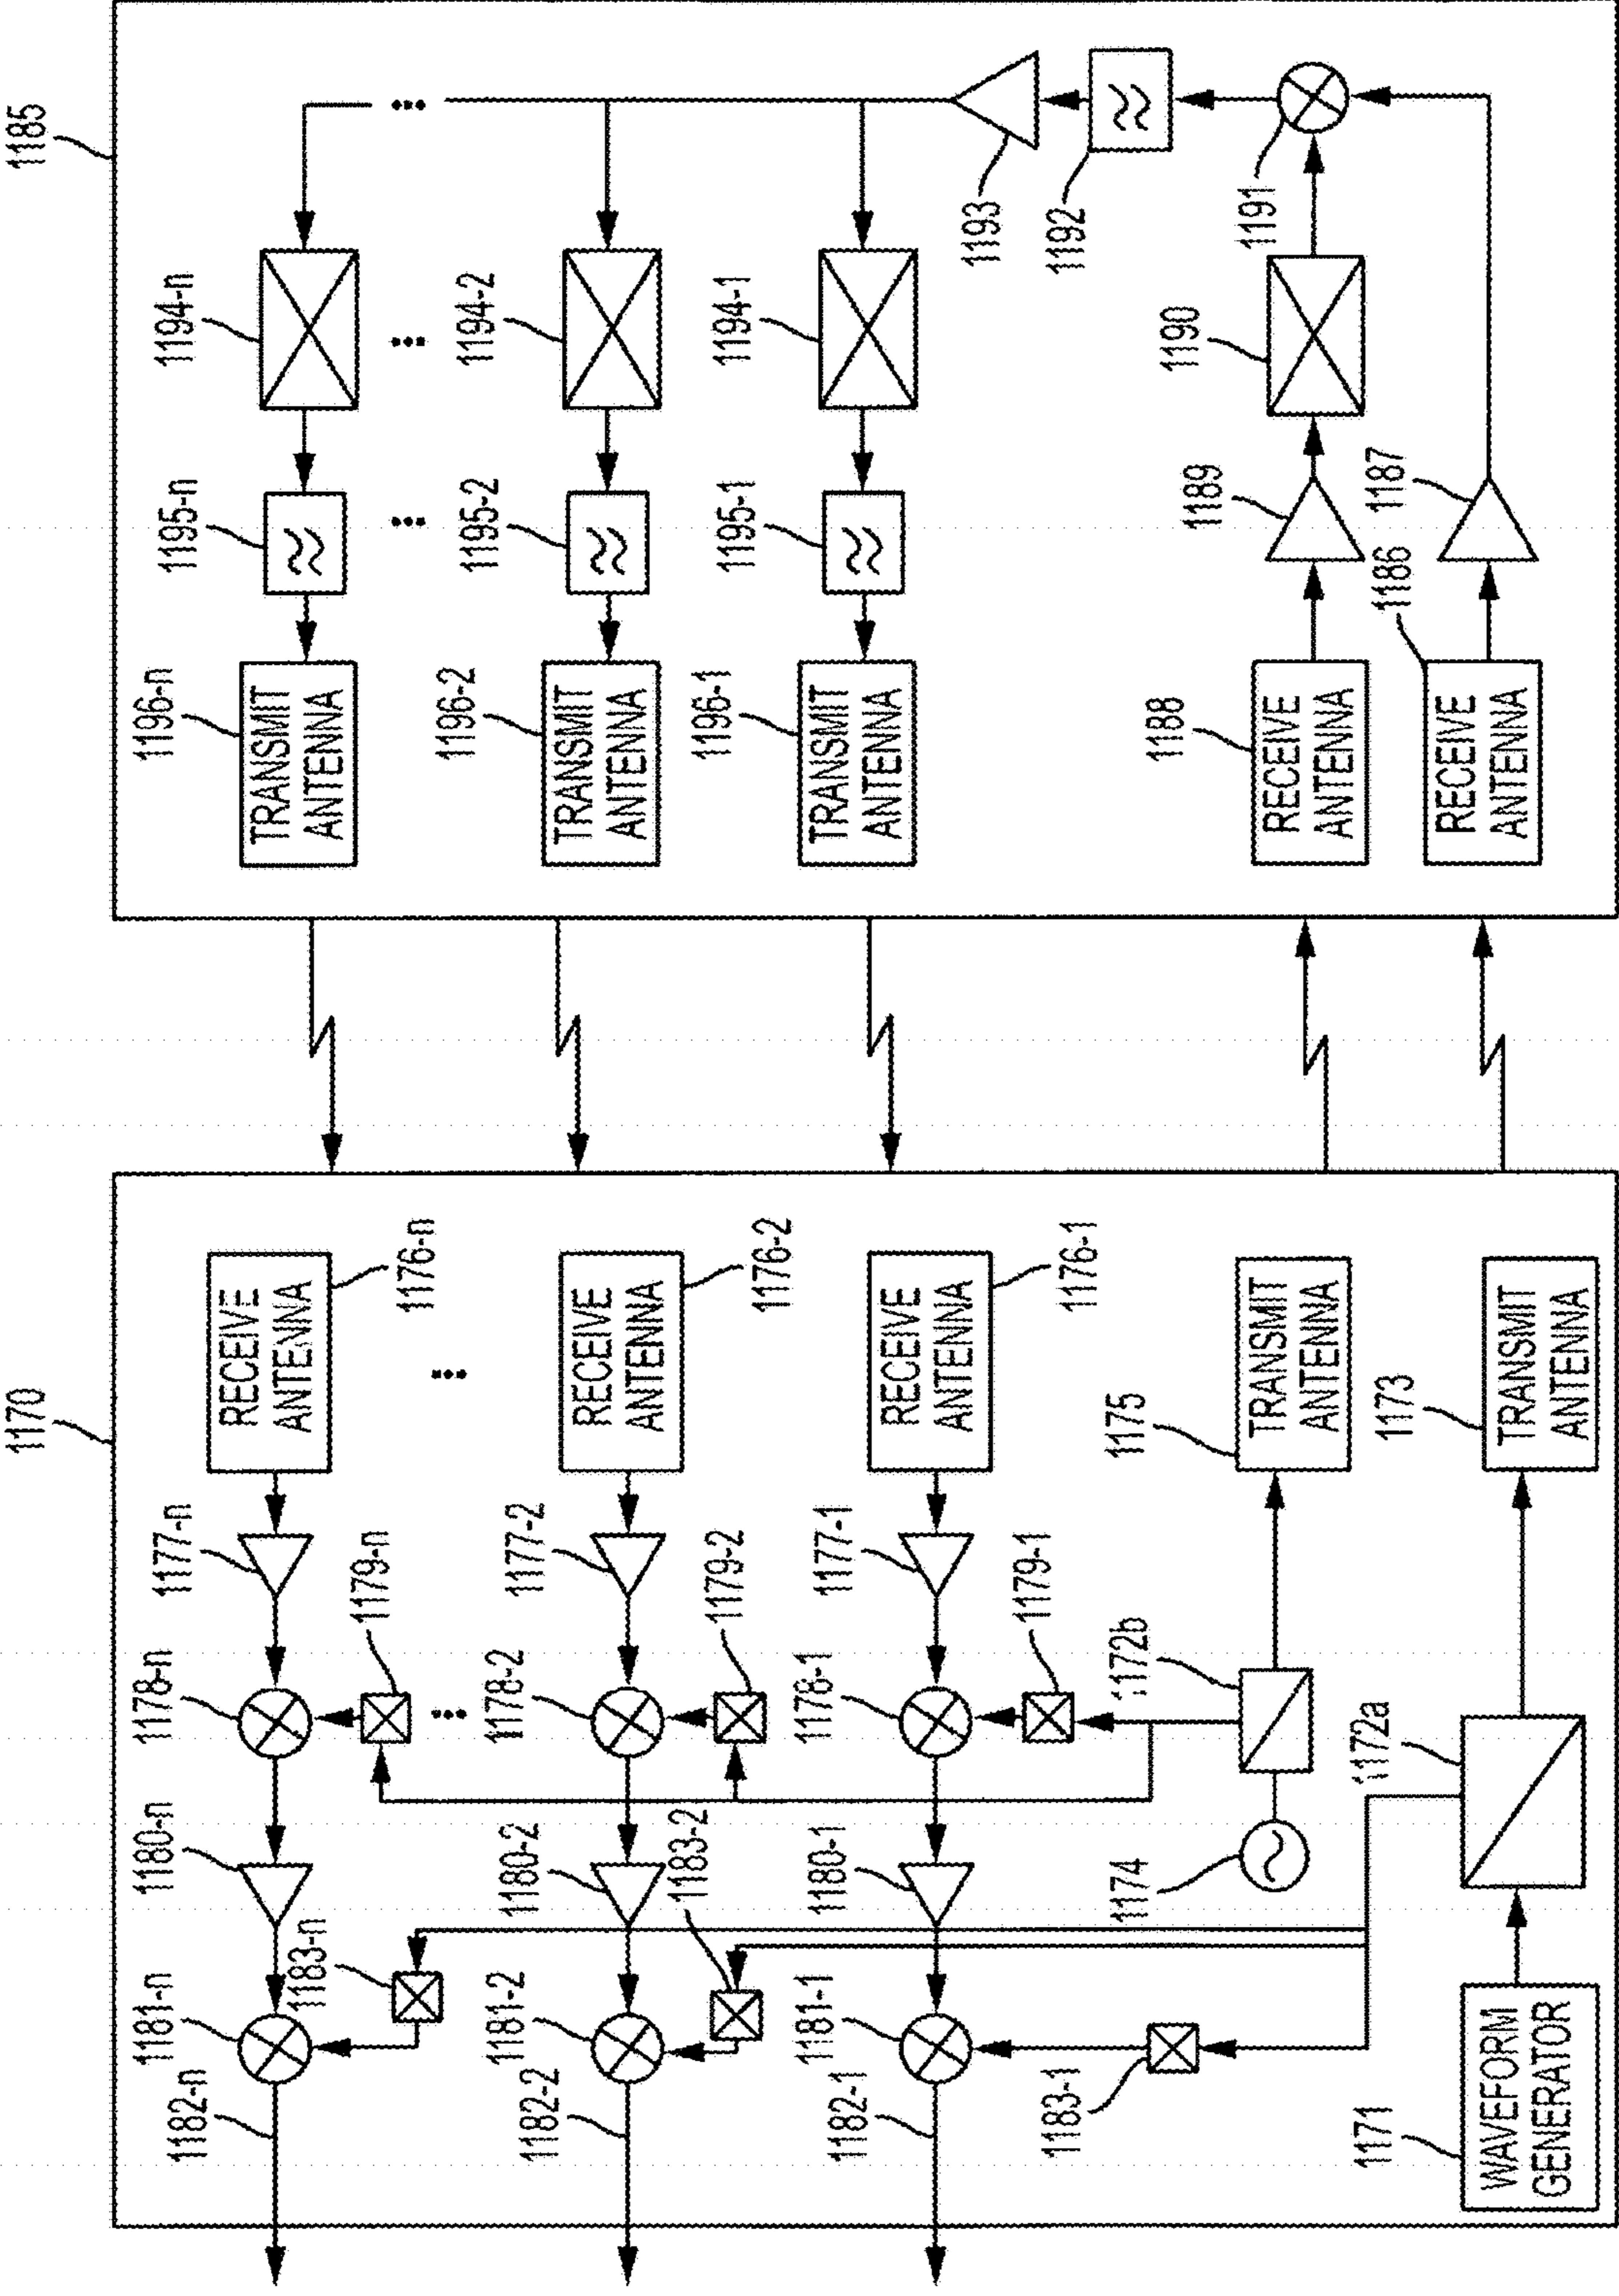 1170
1182-n
1181-n
1180-n
1178-n
1177-n
RECEIVE
ANTENNA
1176-n
1183-n
1179-n
...
...
1182-2
1181-2
1180-2
1178-2
1177-2
RECEIVE
ANTENNA
1176-2
1183-2
1179-2
1182-1
1181-1
1180-1
1178-1
1177-1
RECEIVE
ANTENNA
1176-1
1183-1
1179-1
1174
1172b
1175
TRANSMIT
ANTENNA
1171
WAVEFORM
GENERATOR
1172a
1173
TRANSMIT
ANTENNA
1185
1196-n
TRANSMIT
ANTENNA
1195-n
1194-n
...
...
...
1196-2
TRANSMIT
ANTENNA
1195-2
1194-2
1196-1
TRANSMIT
ANTENNA
1195-1
1194-1
1193
1192
1188
RECEIVE
ANTENNA
1189
1190
1191
1186
RECEIVE
ANTENNA
1187